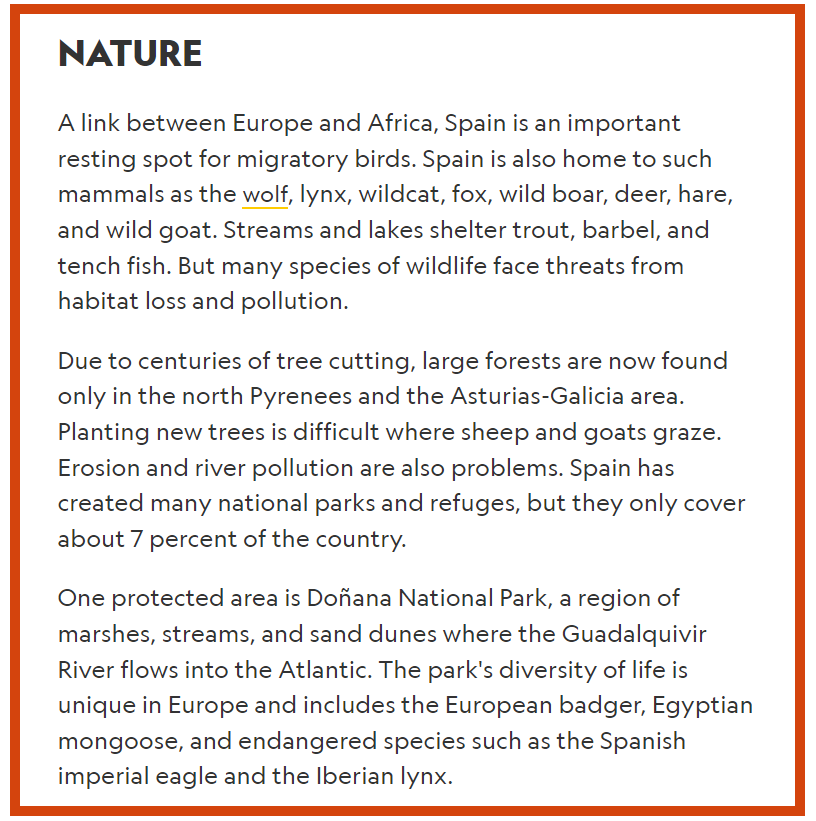 NATURE
A link between Europe and Africa, Spain is an important
resting spot for migratory birds. Spain is also home to such
mammals as the wolf, lynx, wildcat, fox, wild boar, deer, hare,
and wild goat. Streams and lakes shelter trout, barbel, and
tench fish. But many species of wildlife face threats from
habitat loss and pollution.
Due to centuries of tree cutting, large forests are now found
only in the north Pyrenees and the Asturias-Galicia area.
Planting new trees is difficult where sheep and goats graze.
Erosion and river pollution are also problems. Spain has
created many national parks and refuges, but they only cover
about 7 percent of the country.
One protected area is Doñana National Park, a region of
marshes, streams, and sand dunes where the Guadalquivir
River flows into the Atlantic. The park's diversity of life is
unique in Europe and includes the European badger, Egyptian
mongoose, and endangered species such as the Spanish
imperial eagle and the Iberian lynx.